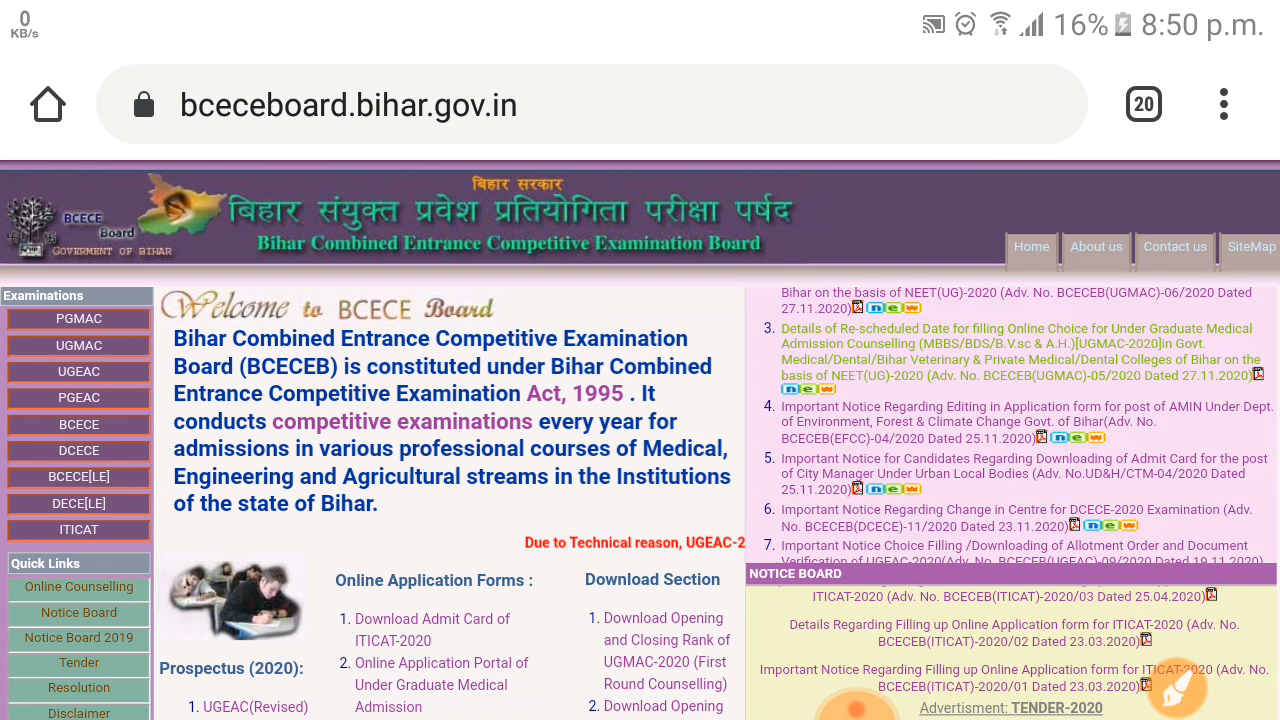 0
KB/s
16%
8:50 p.m.
bceceboard.bihar.gov.in
20
बिहार सरकार
बिहार संयुक्त प्रवेश प्रतियोगिता परीक्षा पर्षद
Bihar Combined Entrance Competitive Examination Board
BCECE
Board
GOVERMENT OF BIHAR
Home
About us
Contact us
SiteMap
Examinations
PGMAC
UGMAC
UGEAC
PGEAC
BCECE
DCECE
BCECE[LE]
DECE[LE]
ITICAT
Quick Links
Online Counselling
Notice Board
Notice Board 2019
Tender
Resolution
Disclaimer
Welcome to BCECE Board
Bihar Combined Entrance Competitive Examination
Board (BCECEB) is constituted under Bihar Combined
Entrance Competitive Examination Act, 1995 . It
conducts competitive examinations every year for
admissions in various professional courses of Medical,
Engineering and Agricultural streams in the Institutions
of the state of Bihar.
Due to Technical reason, UGEAC-2
Prospectus (2020):
1. UGEAC(Revised)
Online Application Forms :
1. Download Admit Card of
ITICAT-2020
2. Online Application Portal of
Under Graduate Medical
Admission
Download Section
1. Download Opening
and Closing Rank of
UGMAC-2020 (First
Round Counselling)
2. Download Opening
Bihar on the basis of NEET(UG)-2020 (Adv. No. BCECEB(UGMAC)-06/2020 Dated
27.11.2020) new
3. Details of Re-scheduled Date for filling Online Choice for Under Graduate Medical
Admission Counselling (MBBS/BDS/B.V.sc & A.H.)[UGMAC-2020]in Govt.
Medical/Dental/Bihar Veterinary & Private Medical/Dental Colleges of Bihar on the
basis of NEET(UG)-2020 (Adv. No. BCECEB(UGMAC)-05/2020 Dated 27.11.2020)
new
4. Important Notice Regarding Editing in Application form for post of AMIN Under Dept.
of Environment, Forest & Climate Change Govt. of Bihar(Adv. No.
BCECEB(EFCC)-04/2020 Dated 25.11.2020) new
5. Important Notice for Candidates Regarding Downloading of Admit Card for the post
of City Manager Under Urban Local Bodies (Adv. No.UD&H/CTM-04/2020 Dated
25.11.2020) new
6. Important Notice Regarding Change in Centre for DCECE-2020 Examination (Adv.
No. BCECEB(DCECE)-11/2020 Dated 23.11.2020) new
7. Important Notice Choice Filling /Downloading of Allotment Order and Document
Verification of UGEAC-2020(Adv. No. BCECEB(UGEAC)-09/2020 Dated 19.11.2020)
NOTICE BOARD
ITICAT-2020 (Adv. No. BCECEB(ITICAT)-2020/03 Dated 25.04.2020)
Details Regarding Filling up Online Application form for ITICAT-2020 (Adv. No.
BCECEB(ITICAT)-2020/02 Dated 23.03.2020)
Important Notice Regarding Filling up Online Application form for ITICAT-2020 (Adv. No.
BCECEB(ITICAT)-2020/01 Dated 23.03.2020)
Advertisment: TENDER-2020